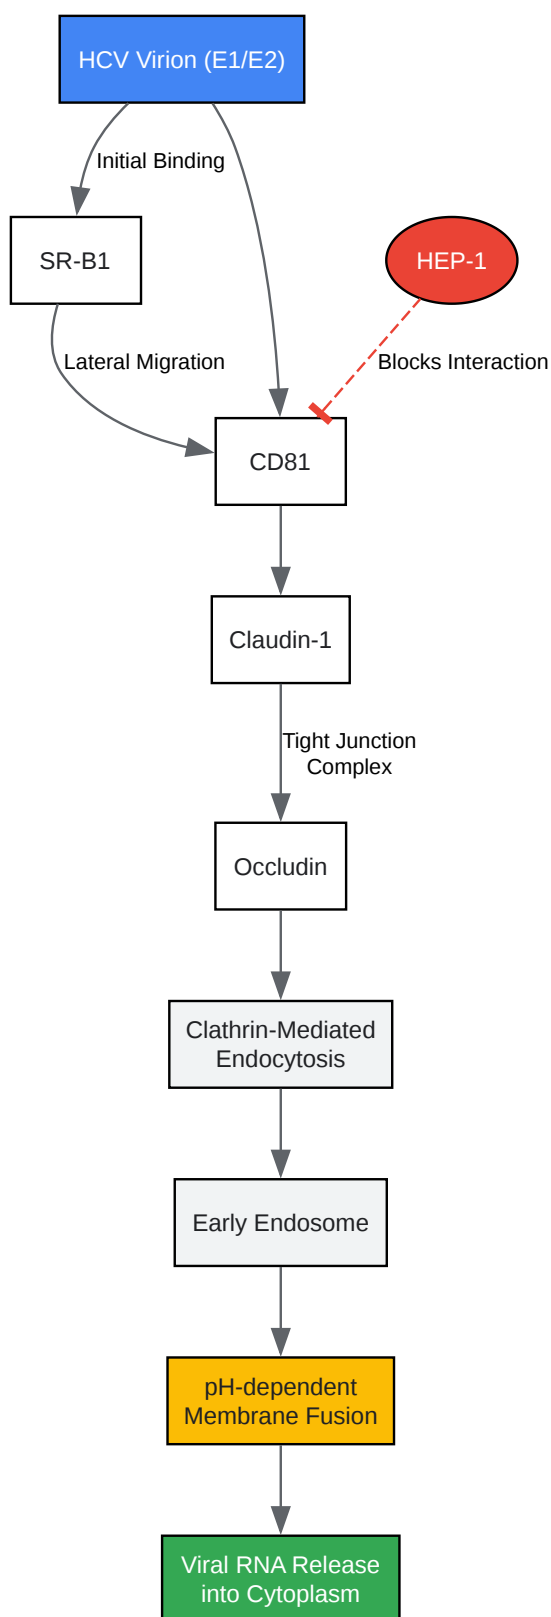 HCV Virion (E1/E2)
Initial Binding
SR-B1
HEP-1
Lateral Migration
Blocks Interaction
CD81
Claudin-1
Tight Junction
Complex
Occludin
Clathrin-Mediated
Endocytosis
Early Endosome
pH-dependent
Membrane Fusion
Viral RNA Release
into Cytoplasm